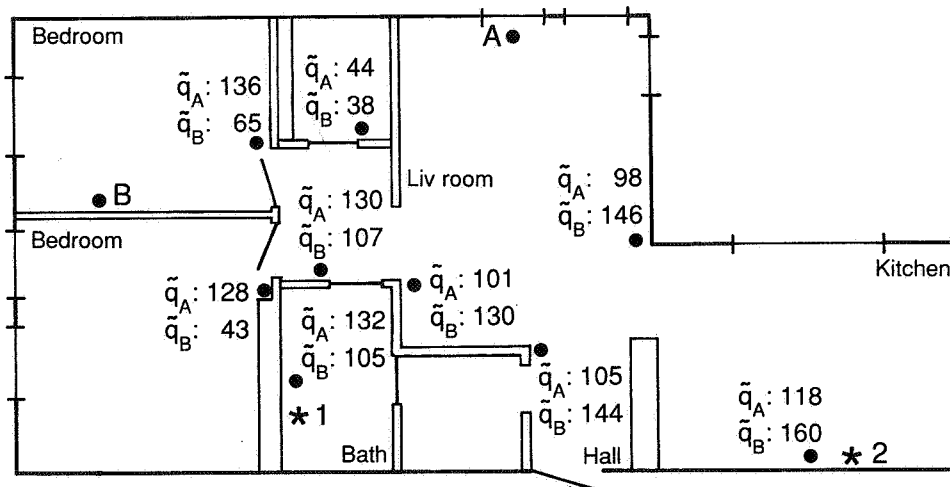 Bedroom
A
q̃A: 44
q̃B: 38
q̃A: 136
q̃B: 65
B
Liv room
q̃A: 98
q̃B: 146
q̃A: 130
q̃B: 107
Bedroom
Kitchen
q̃A: 128
q̃B: 43
q̃A: 101
q̃B: 130
q̃A: 132
q̃B: 105
q̃A: 105
q̃B: 144
q̃A: 118
q̃B: 160
*1
Bath
Hall
*2